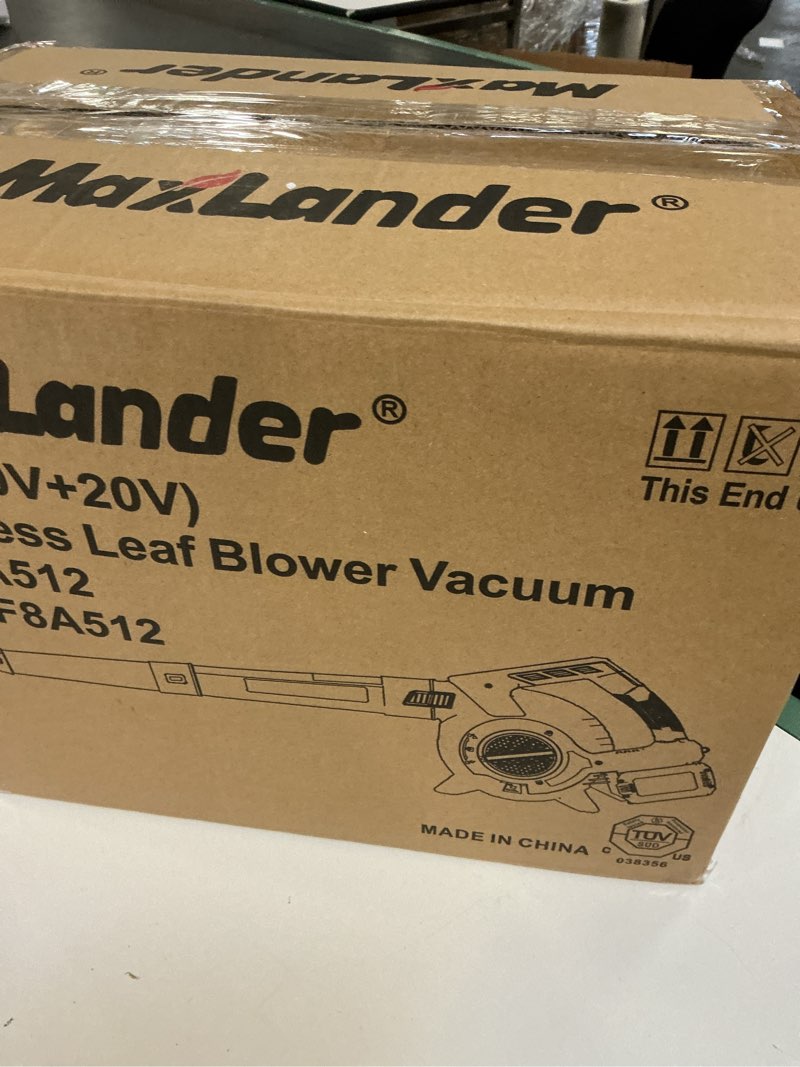 MaxLander®
MaxLander®
Lander®
V+20V)
ess Leaf Blower Vacuum
A512
F8A512
This End
MADE IN CHINA
C TÜV US
SÜD
038356